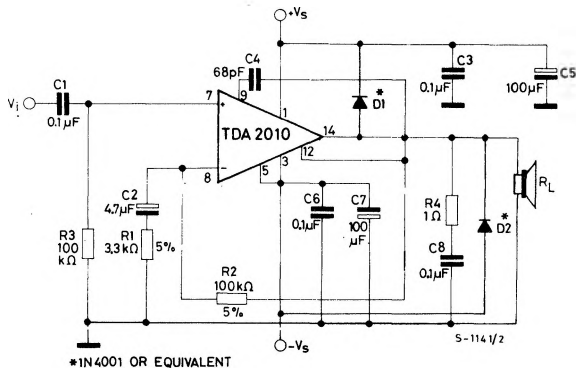 +Vs
C1
0.1µF
Vi
C4
68pF
7
9
+
1
TDA 2010
14
12
–
8
5
3
*
D1
C3
0.1µF
C5
100µF
C2
4.7µF
R3
100
kΩ
R1
3,3kΩ
5%
R2
100kΩ
5%
C6
0.1µF
C7
100
µF
R4
1Ω
C8
0.1µF
*
D2
RL
-Vs
S-1141/2
*1N4001 OR EQUIVALENT